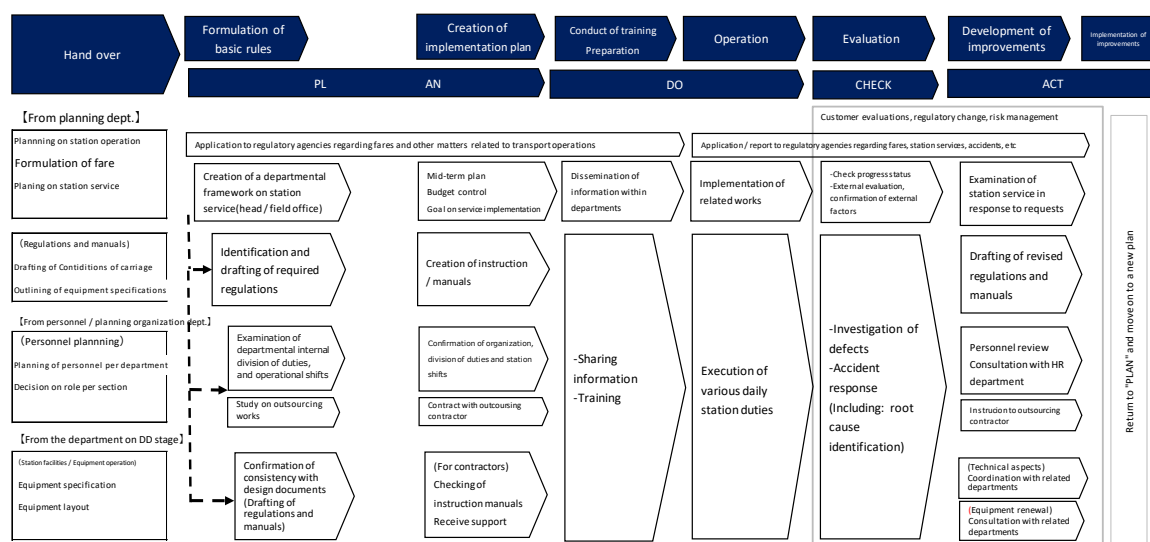 Hand over
Formulation of
basic rules
Creation of
implementation plan
Conduct of training
Preparation
Operation
Evaluation
Development of
improvements
Implementation of
improvements
PL AN
DO
CHECK
ACT
【From planning dept.】
Plannning on station operation
Formulation of fare
Planing on station service
Customer evaluations, regulatory change, risk management
Application to regulatory agencies regarding fares and other matters related to transport operations
Application / report to regulatory agencies regarding fares, station services, accidents, etc
Creation of a departmental
framework on station
service(head / field office)
Mid-term plan
Budget control
Goal on service implementation
Dissemination of
information within
departments
Implementation of
related works
-Check progress status
-External evaluation,
confirmation of external
factors
Examination of
station service in
response to requests
(Regulations and manuals)
Drafting of Contiditions of carriage
Outlining of equipment specifications
Identification and
drafting of required
regulations
Creation of instruction
/ manuals
Drafting of revised
regulations and
manuals
【From personnel / planning organization dept.】
(Personnel plannning)
Planning of personnel per department
Decision on role per section
Examination of
departmental internal
division of duties,
and operational shifts
Confirmation of organization,
division of duties and station
shifts
Study on outsourcing
works
Contract with outcoursing
contractor
-Sharing
information
-Training
Execution of
various daily
station duties
-Investigation of
defects
-Accident
response
(Including: root
cause
identification)
Personnel review
Consultation with HR
department
Instrucion to outsourcing
contractor
【From the department on DD stage】
(Station facilities / Equipment operation)
Equipment specification
Equipment layout
Confirmation of
consistency with
design documents
(Drafting of
regulations and
manuals)
(For contractors)
Checking of
instruction manuals
Receive support
(Technical aspects)
Coordination with related
departments
(Equipment renewal)
Consultation with related
departments
Return to "PLAN" and move on to a new plan